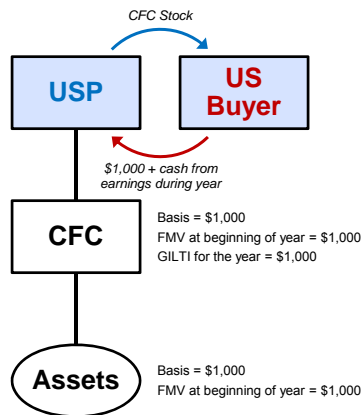 CFC Stock
USP
US
Buyer
$1,000 + cash from
earnings during year
CFC
Basis = $1,000
FMV at beginning of year = $1,000
GILTI for the year = $1,000
Assets
Basis = $1,000
FMV at beginning of year = $1,000